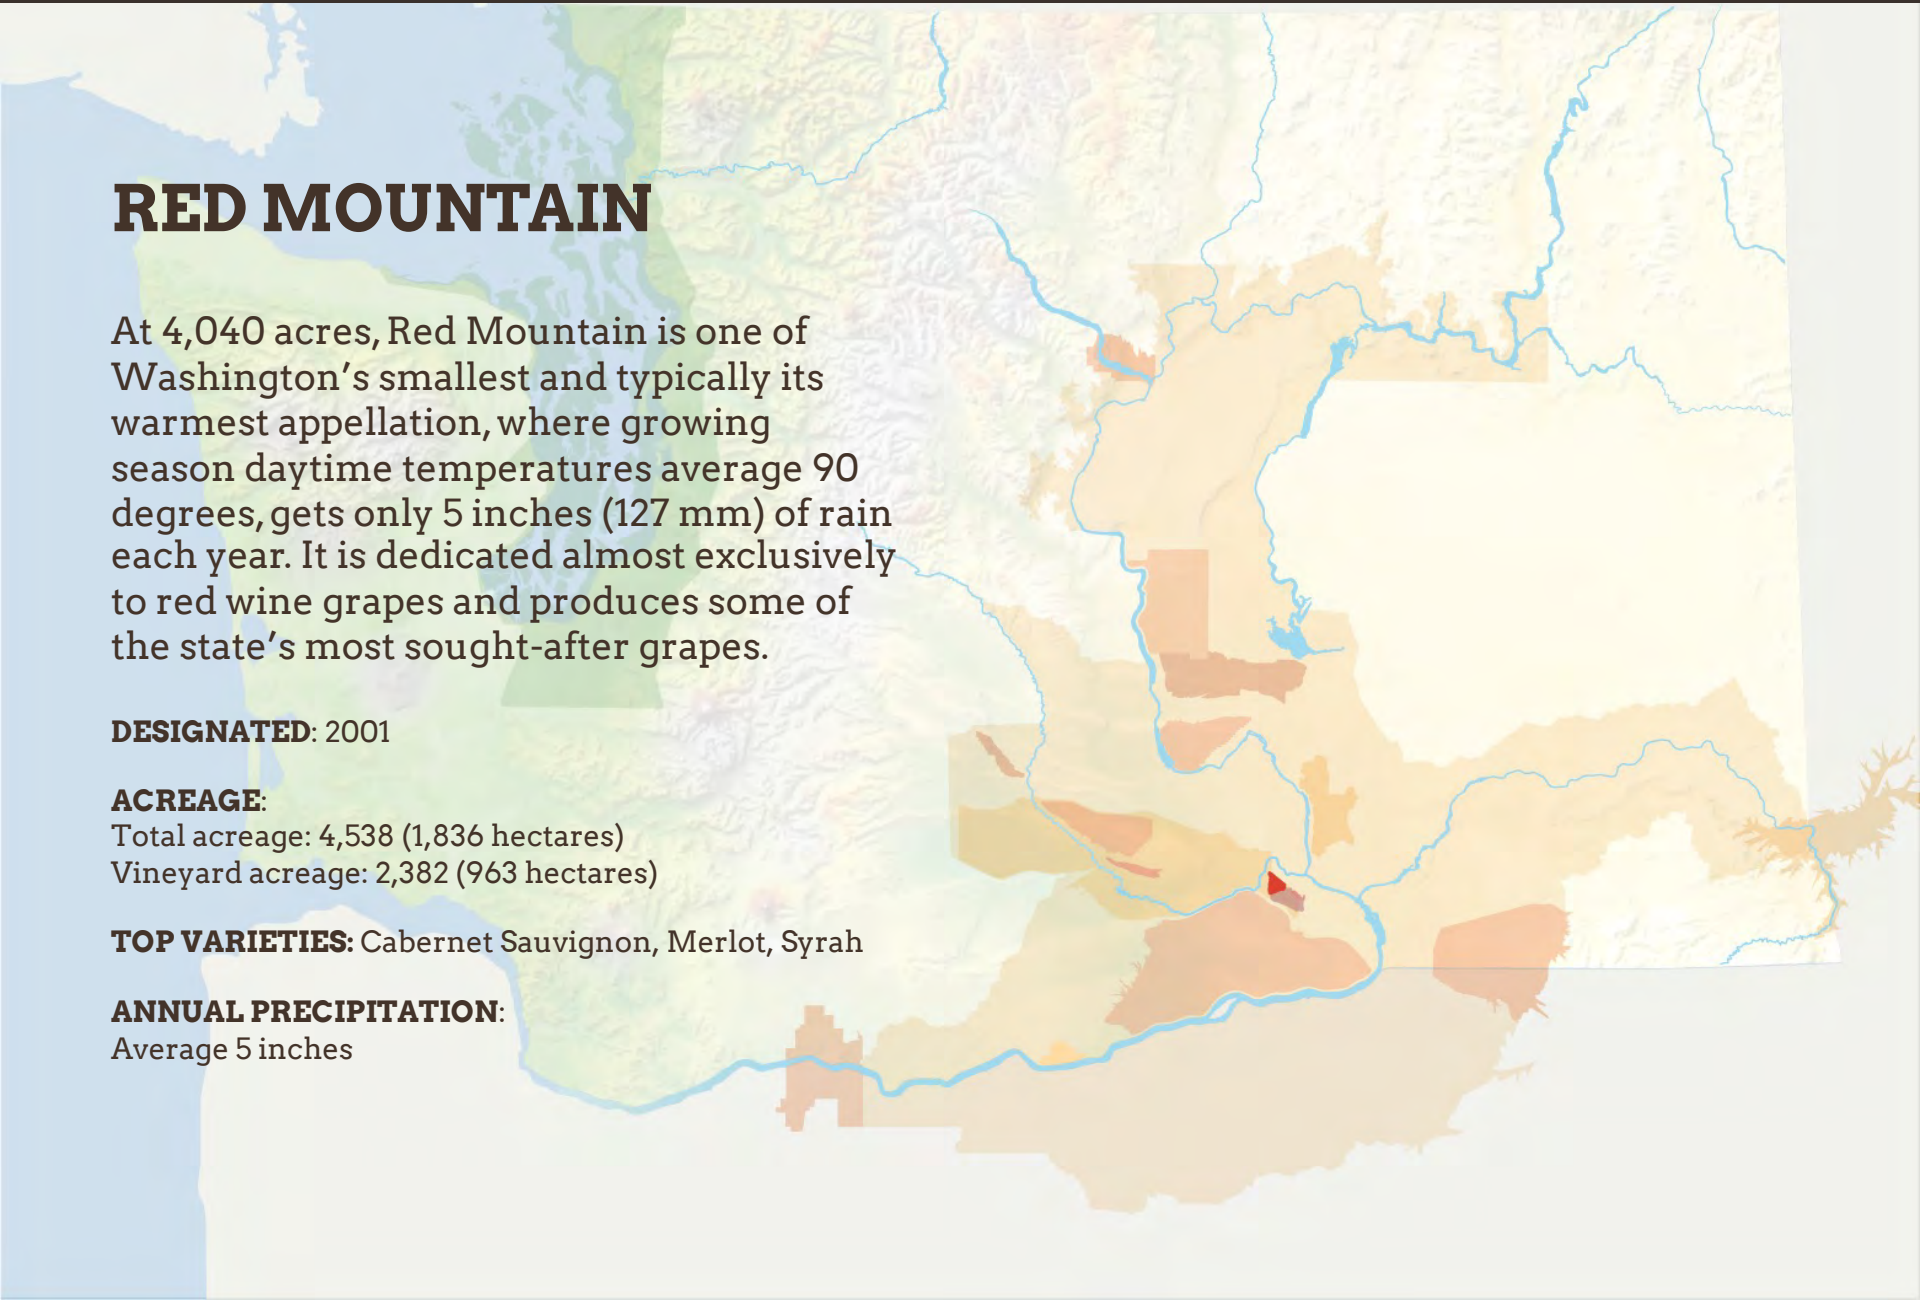 RED MOUNTAIN
At 4,040 acres, Red Mountain is one of
Washington's smallest and typically its
warmest appellation, where growing
season daytime temperatures average 90
degrees, gets only 5 inches (127 mm) of rain
each year. It is dedicated almost exclusively
to red wine grapes and produces some of
the state's most sought-after grapes.
DESIGNATED: 2001
ACREAGE:
Total acreage: 4,538 (1,836 hectares)
Vineyard acreage: 2,382 (963 hectares)
TOP VARIETIES: Cabernet Sauvignon, Merlot, Syrah
ANNUAL PRECIPITATION:
Average 5 inches